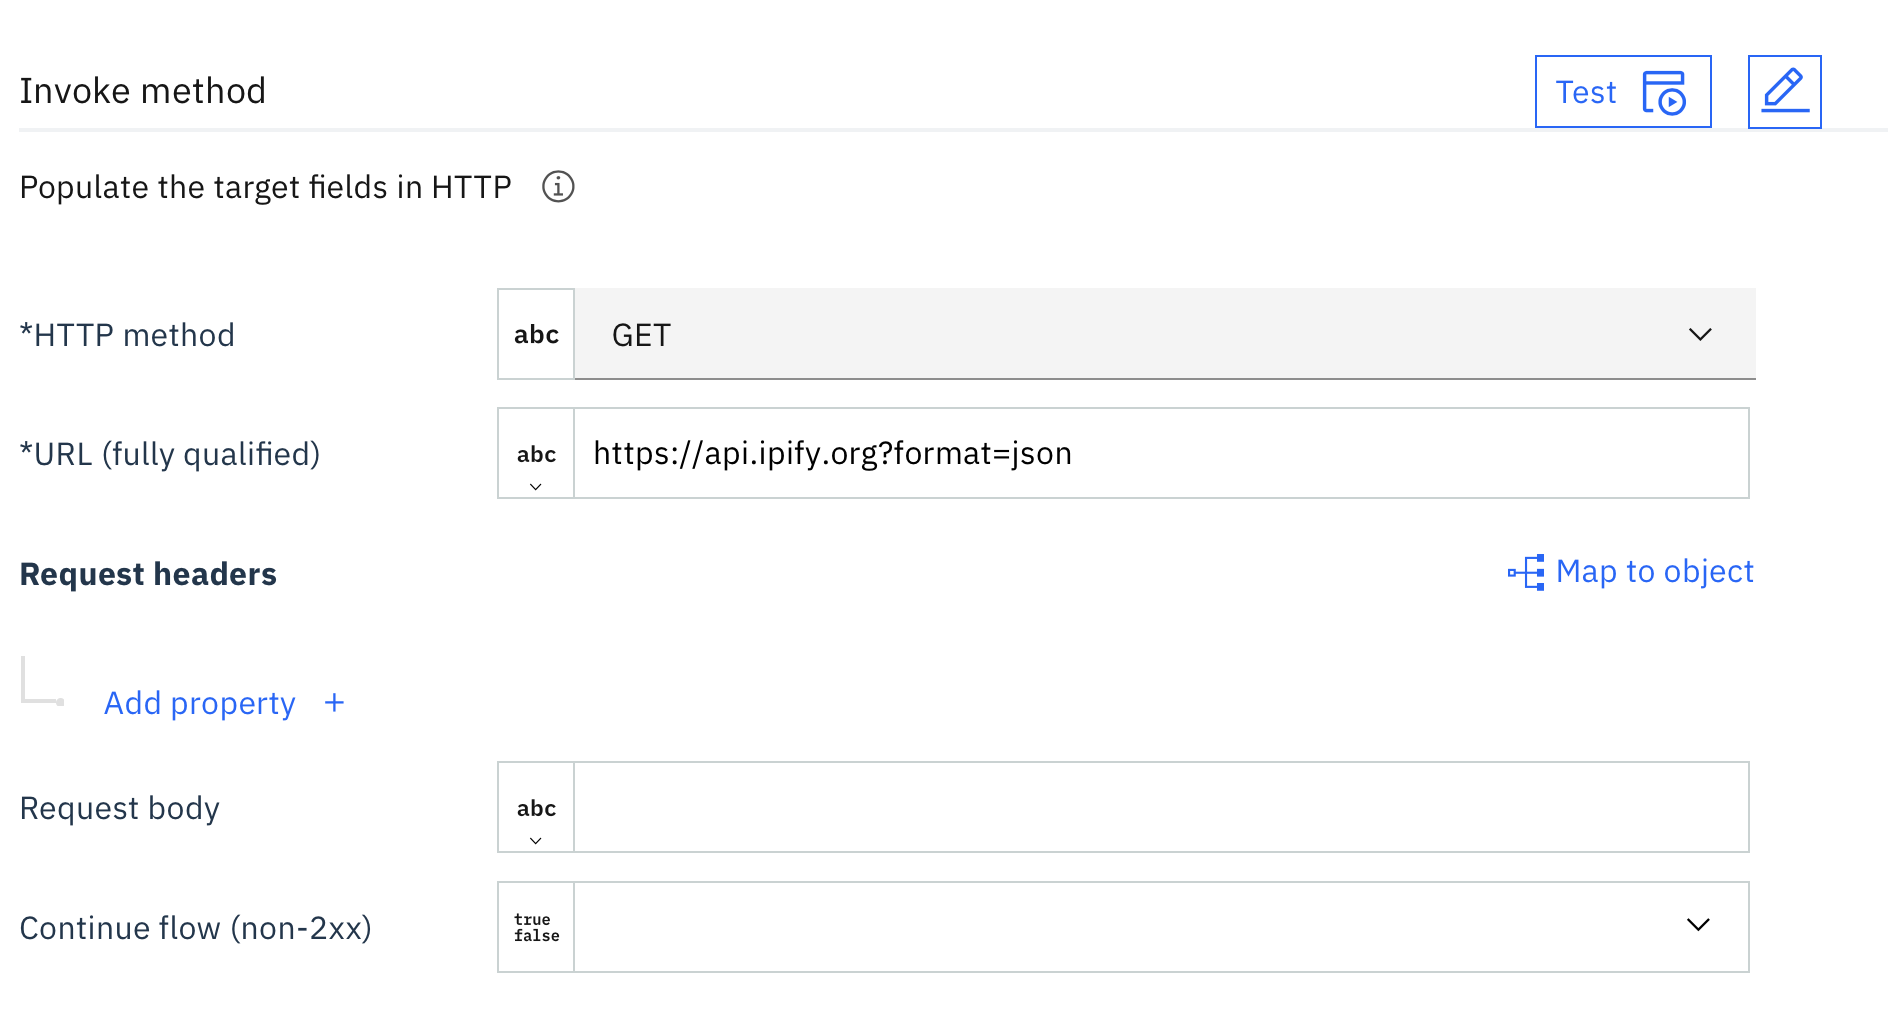 Invoke method
Test
Populate the target fields in HTTP
*HTTP method
abc
GET
*URL (fully qualified)
abc
https://api.ipify.org?format=json
Request headers
Map to object
Add property +
Request body
abc
Continue flow (non-2xx)
true
false